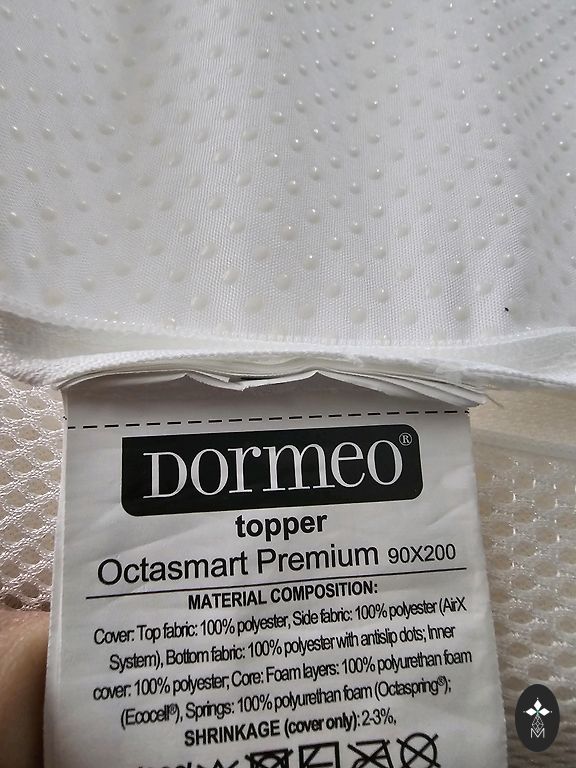 Dormeo®
topper
Octasmart Premium 90X200
MATERIAL COMPOSITION:
Cover: Top fabric: 100% polyester, Side fabric: 100% polyester (AirX
System), Bottom fabric: 100% polyester with antislip dots; Inner
cover: 100% polyester; Core: Foam layers: 100% polyurethan foam
(Ecocell®), Springs: 100% polyurethan foam (Octaspring®);
SHRINKAGE (cover only): 2-3%,